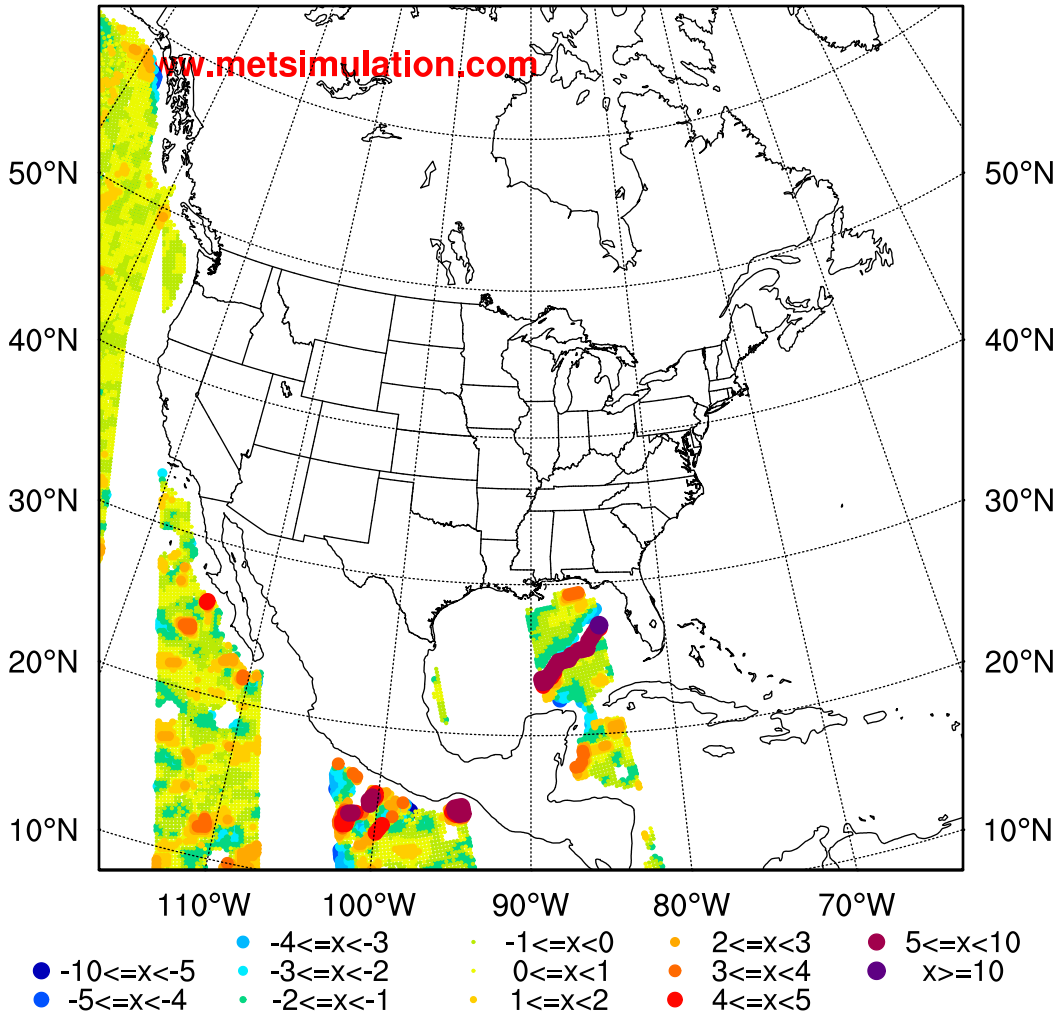 ww.metsimulation.com
50°N 50°N
40°N 40°N
30°N 30°N
20°N 20°N
10°N 10°N
110°W 100°W 90°W 80°W 70°W
-4<=x<-3 -1<=x<0 2<=x<3 5<=x<10
-10<=x<-5 -3<=x<-2 0<=x<1 3<=x<4 x>=10
-5<=x<-4 -2<=x<-1 1<=x<2 4<=x<5